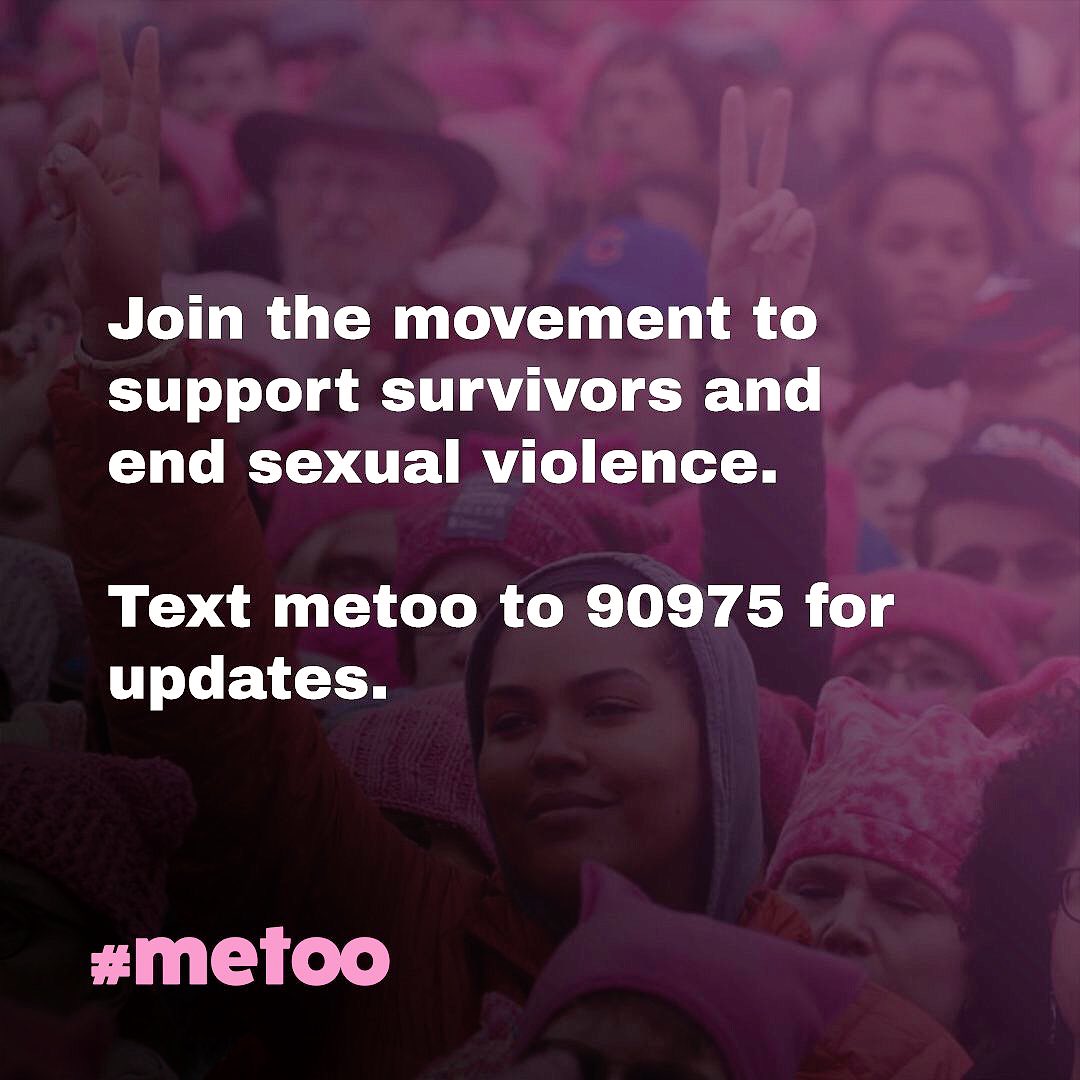 Join the movement to
support survivors and
end sexual violence.
Text metoo to 90975 for
updates.
#metoo